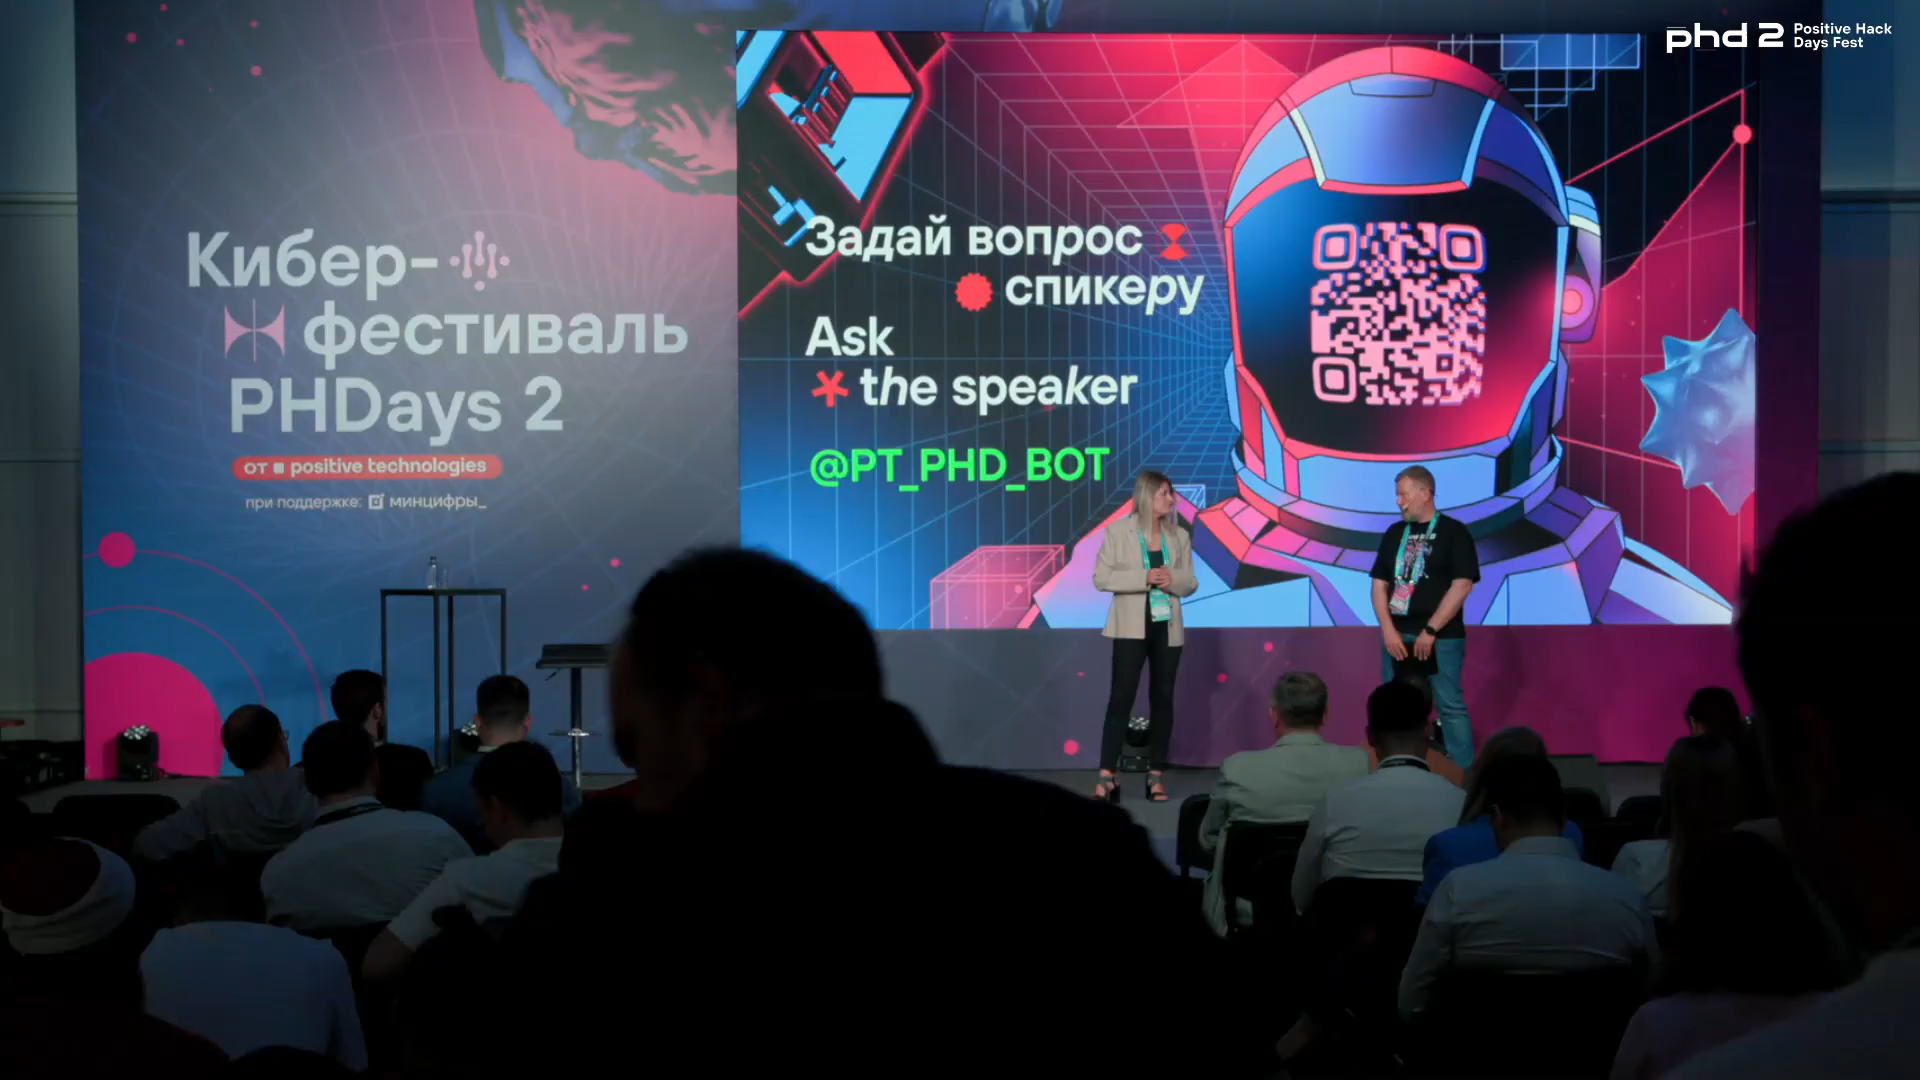 phd 2 Positive Hack
Days Fest
Кибер-
фестиваль
PHDays 2
от positive technologies
при поддержке: минцифры_
Задай вопрос
спикеру
Ask
the speaker
@PT_PHD_BOT